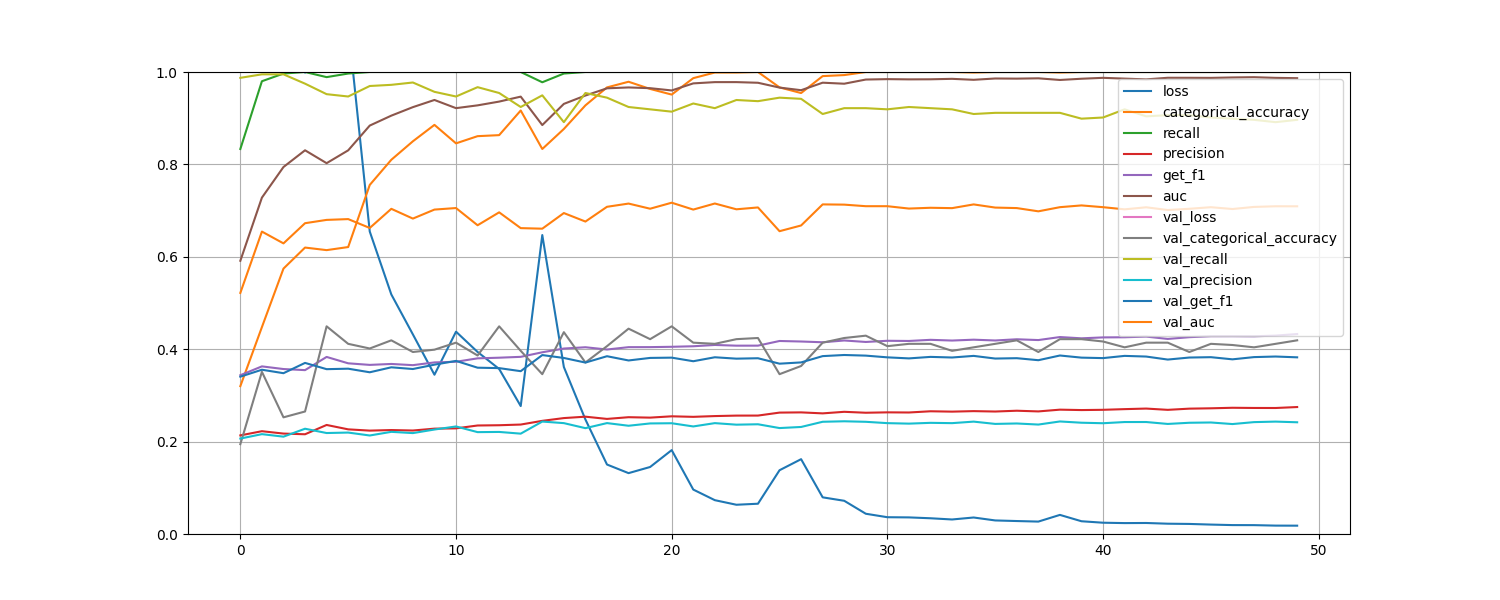 1.0
0.8
0.6
0.4
0.2
0.0
0 10 20 30 40 50
loss
categorical_accuracy
recall
precision
get_f1
auc
val_loss
val_categorical_accuracy
val_recall
val_precision
val_get_f1
val_auc